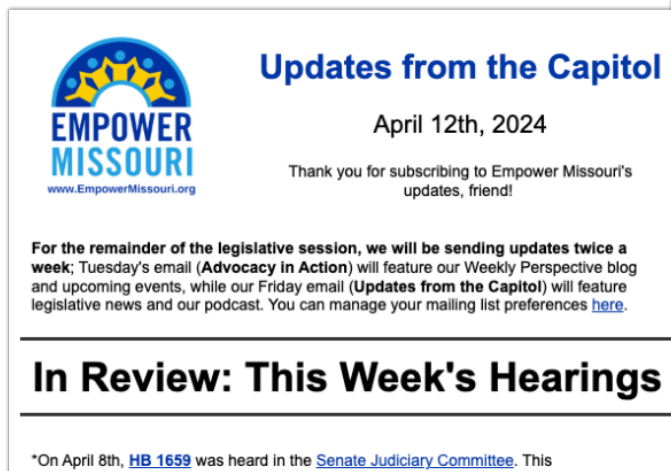 EMPOWER
MISSOURI
www.EmpowerMissouri.org
Updates from the Capitol
April 12th, 2024
Thank you for subscribing to Empower Missouri's
updates, friend!
For the remainder of the legislative session, we will be sending updates twice a
week; Tuesday's email (Advocacy in Action) will feature our Weekly Perspective blog
and upcoming events, while our Friday email (Updates from the Capitol) will feature
legislative news and our podcast. You can manage your mailing list preferences here.
In Review: This Week's Hearings
*On April 8th, HB 1659 was heard in the Senate Judiciary Committee. This